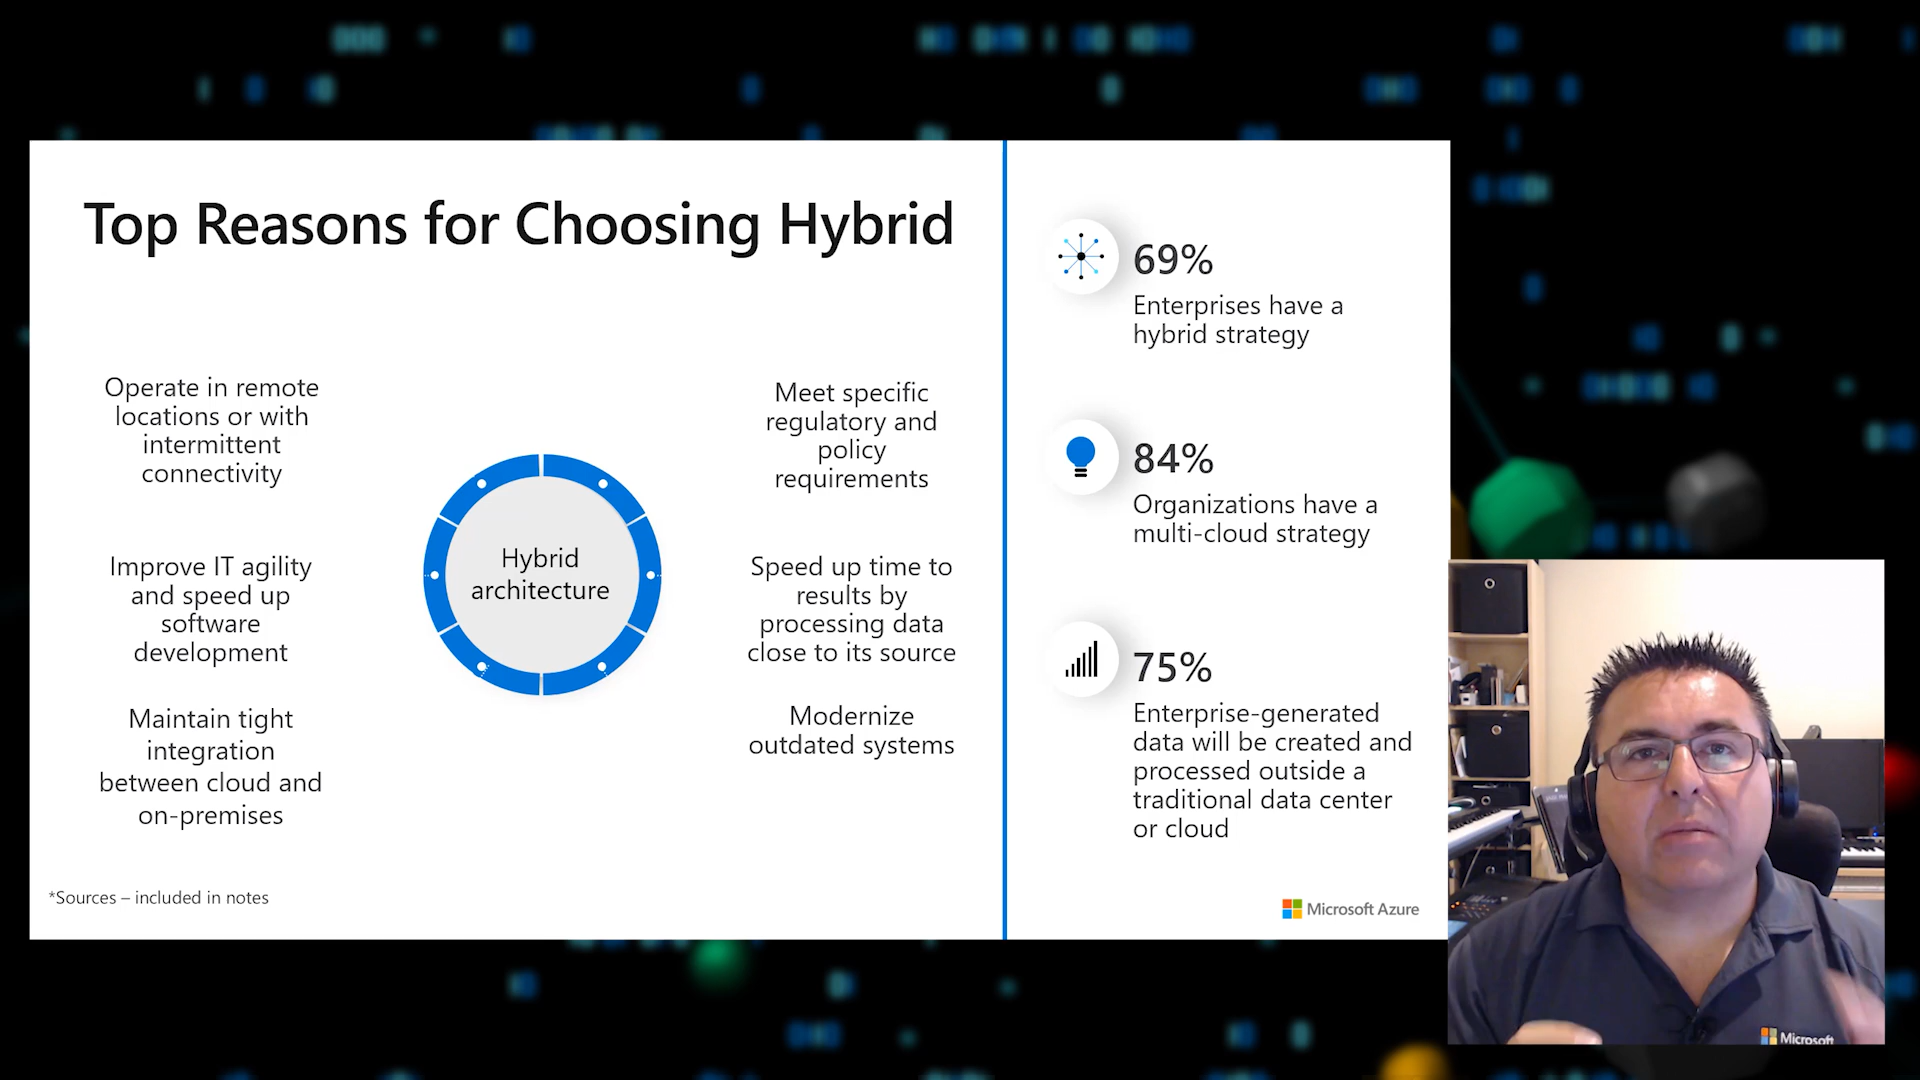 Top Reasons for Choosing Hybrid
Operate in remote
locations or with
intermittent
connectivity
Improve IT agility
and speed up
software
development
Maintain tight
integration
between cloud and
on-premises
Hybrid
architecture
Meet specific
regulatory and
policy
requirements
Speed up time to
results by
processing data
close to its source
Modernize
outdated systems
*Sources – included in notes
69%
Enterprises have a
hybrid strategy
84%
Organizations have a
multi-cloud strategy
75%
Enterprise-generated
data will be created and
processed outside a
traditional data center
or cloud
Microsoft Azure
Microsoft